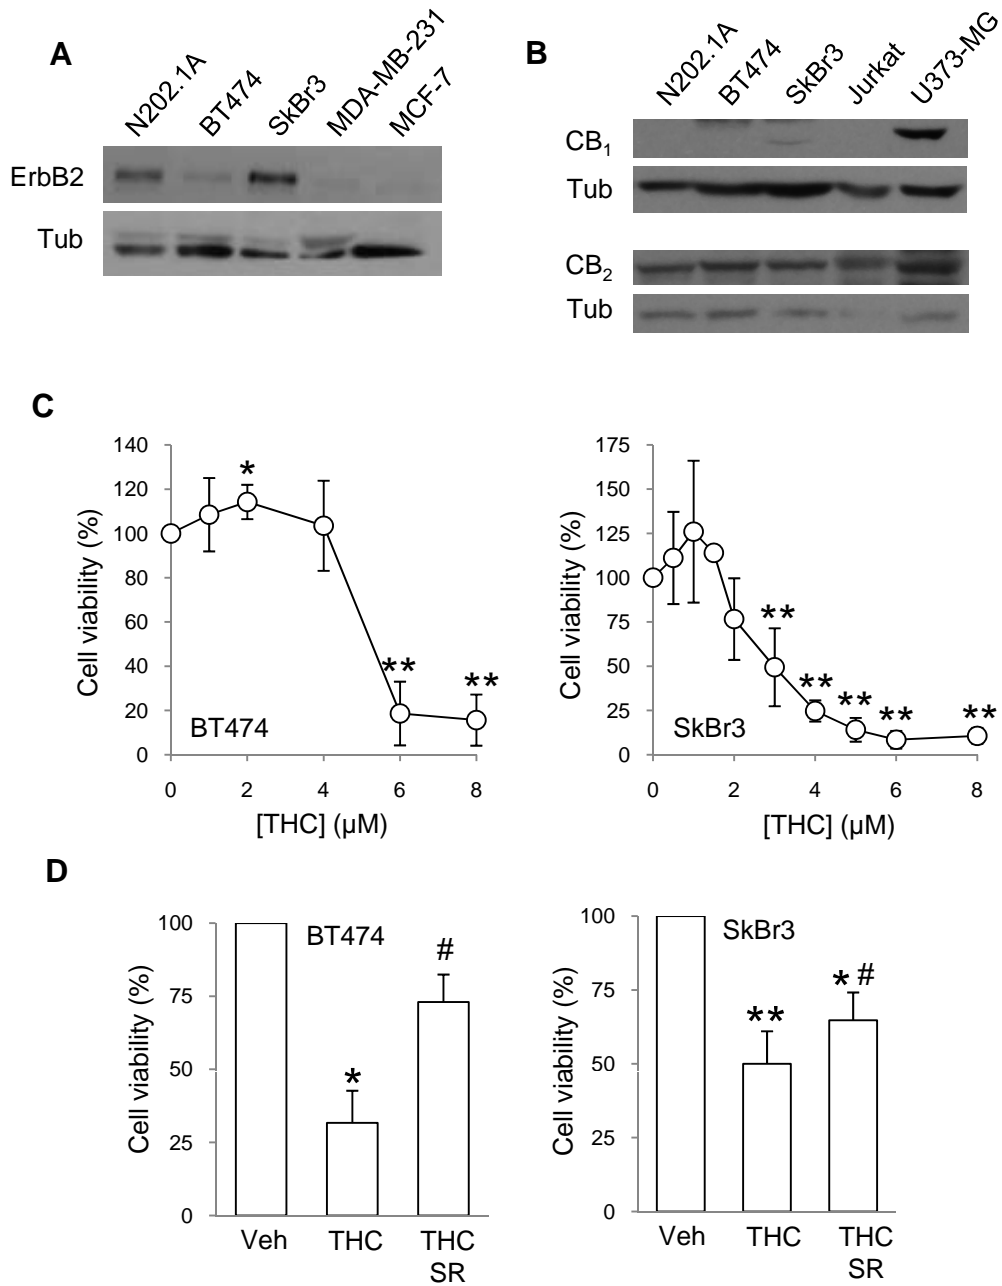 A
N202.1A
BT474
SkBr3
MDA-MB-231
MCF-7
ErbB2
Tub
B
N202.1A
BT474
SkBr3
Jurkat
U373-MG
CB₁
Tub
CB₂
Tub
C
140
120
100
80
60
40
20
0
Cell viability (%)
*
**
**
BT474
0 2 4 6 8
[THC] (µM)
175
150
125
100
75
50
25
0
Cell viability (%)
**
**
**
**
**
SkBr3
0 2 4 6 8
[THC] (µM)
D
100
75
50
25
0
Cell viability (%)
BT474
*
#
Veh THC THC
SR
100
75
50
25
0
Cell viability (%)
SkBr3
**
*#
Veh THC THC
SR